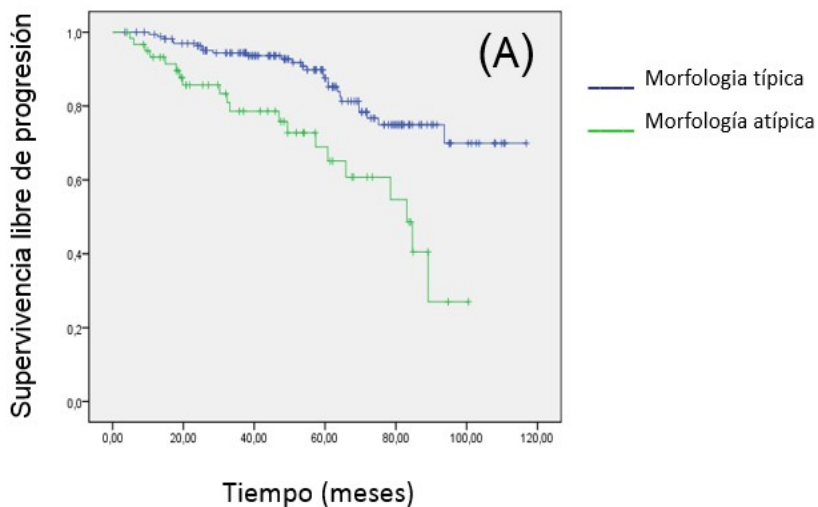 (A)
Morfologia típica
Morfología atípica
Supervivencia libre de progresión
1,0
0,8
0,6
0,4
0,2
0,0
0,00 20,00 40,00 60,00 80,00 100,00 120,00
Tiempo (meses)